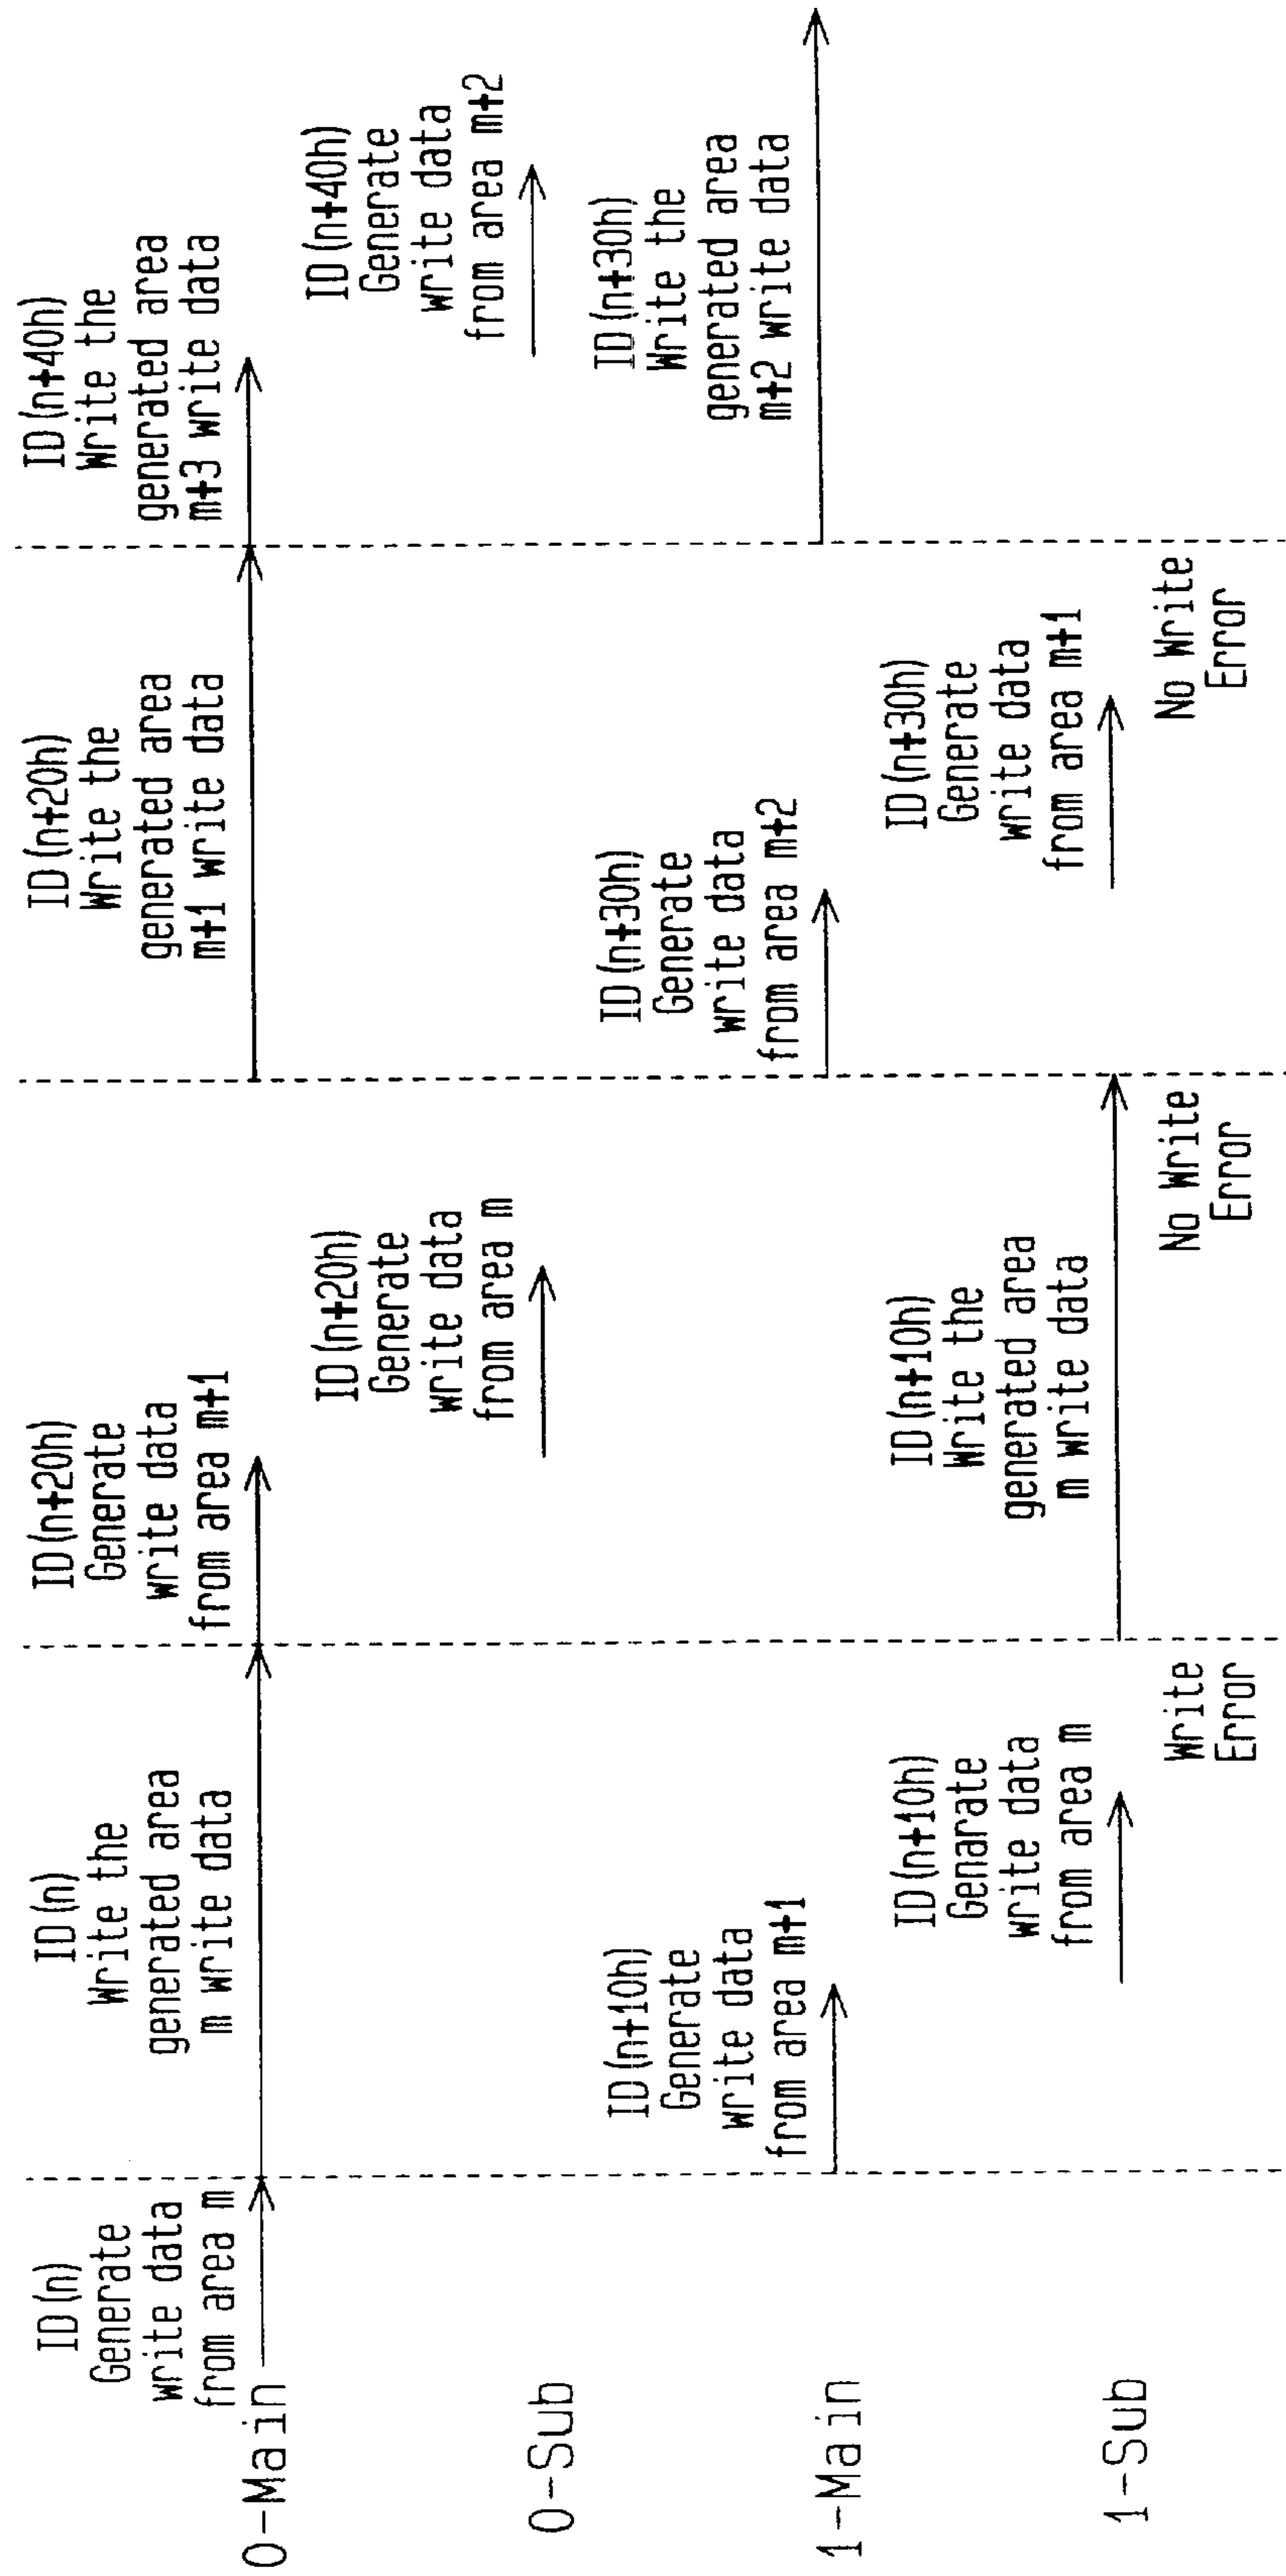 0-Main
ID(n)
Generate
write data
from area m
ID(n)
Write the
generated area
m write data
ID(n+20h)
Generate
write data
from area m+1
ID(n+20h)
Write the
generated area
m+1 write data
ID(n+40h)
Write the
generated area
m+3 write data
0-Sub
ID(n+20h)
Generate
write data
from area m
ID(n+40h)
Generate
write data
from area m+2
1-Main
ID(n+10h)
Generate
write data
from area m+1
ID(n+30h)
Generate
write data
from area m+2
ID(n+30h)
Write the
generated area
m+2 write data
1-Sub
ID(n+10h)
Genarate
write data
from area m
ID(n+10h)
Write the
generated area
m write data
ID(n+30h)
Generate
write data
from area m+1
Write
Error
No Write
Error
No Write
Error